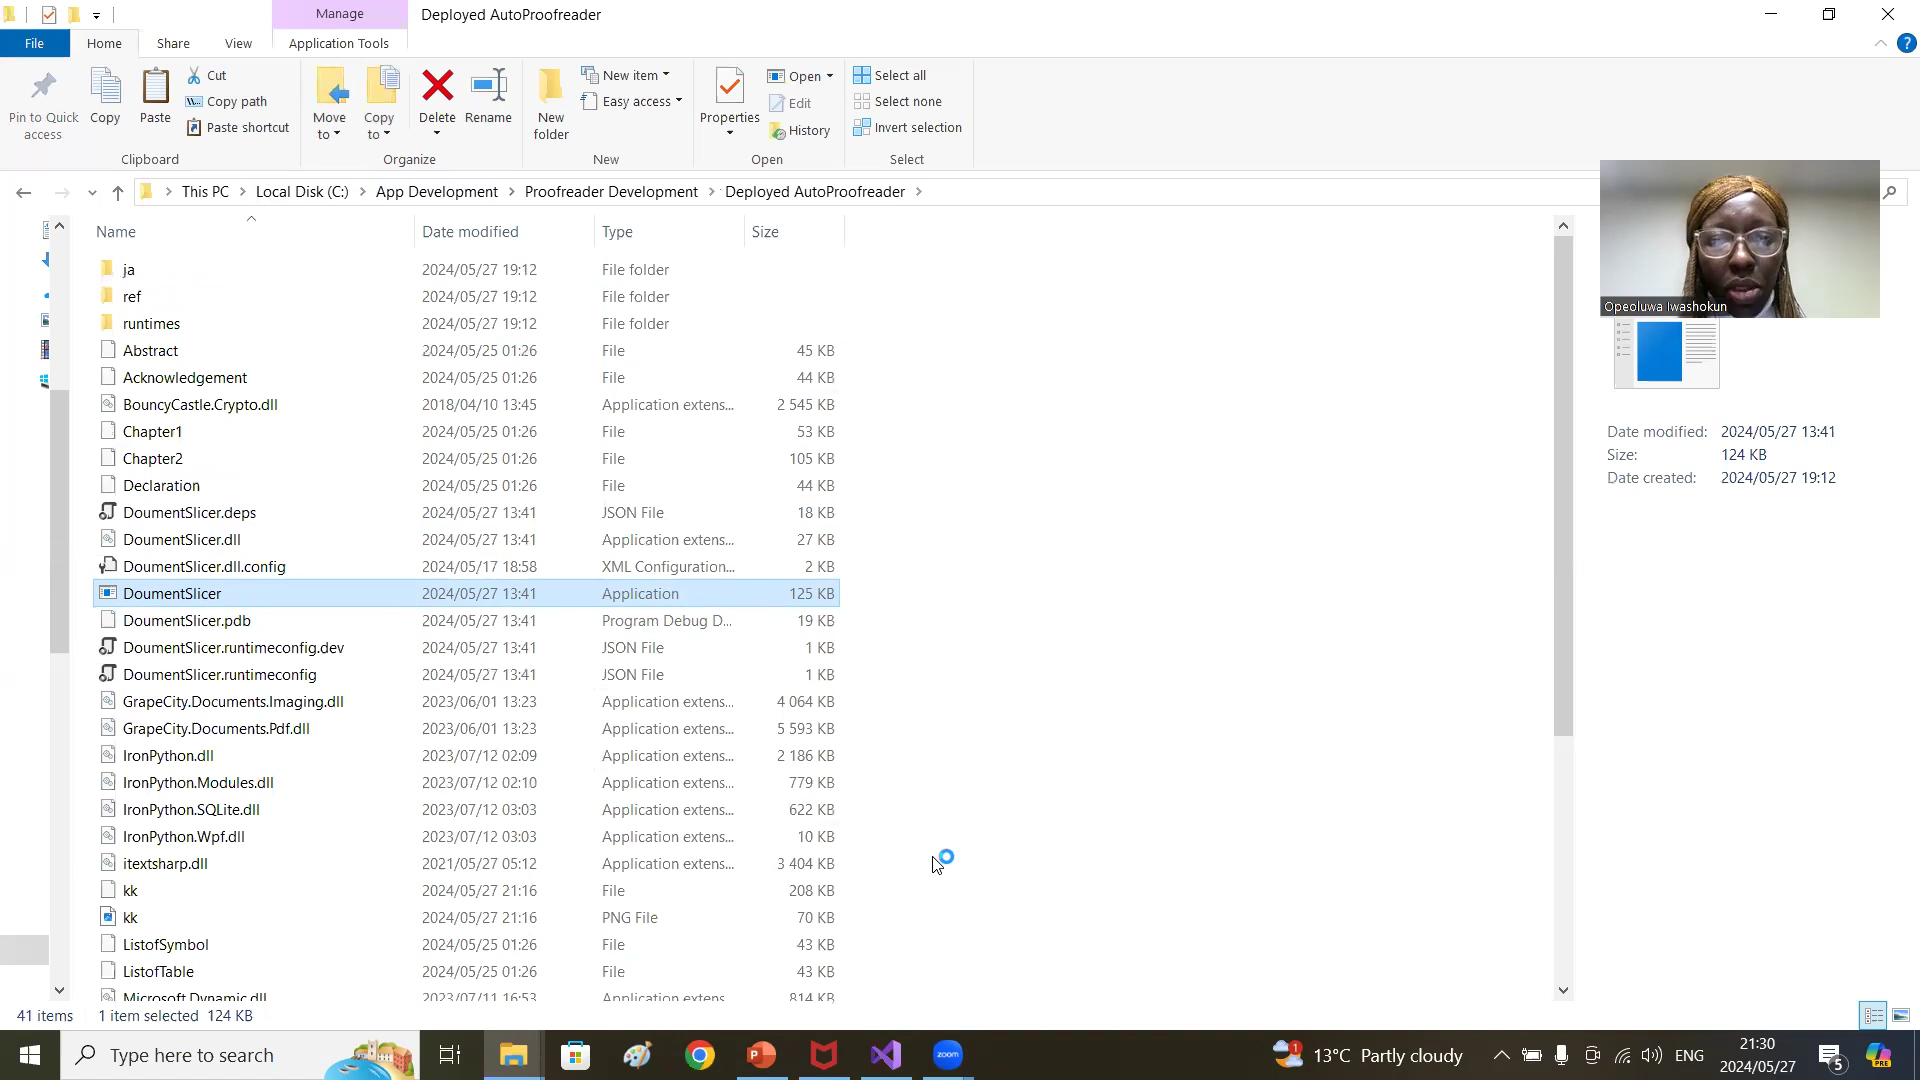 Manage
Deployed AutoProofreader
File
Home
Share
View
Application Tools
Pin to Quick access
Copy
Paste
Cut
Copy path
Paste shortcut
Clipboard
Move to
Copy to
Delete
Rename
Organize
New folder
New item
Easy access
New
Properties
Open
Edit
History
Open
Select all
Select none
Invert selection
Select
This PC
Local Disk (C:)
App Development
Proofreader Development
Deployed AutoProofreader
Opeoluwa Iwashokun
Name Date modified Type Size
ja 2024/05/27 19:12 File folder
ref 2024/05/27 19:12 File folder
runtimes 2024/05/27 19:12 File folder
Abstract 2024/05/25 01:26 File 45 KB
Acknowledgement 2024/05/25 01:26 File 44 KB
BouncyCastle.Crypto.dll 2018/04/10 13:45 Application extens... 2 545 KB
Chapter1 2024/05/25 01:26 File 53 KB
Chapter2 2024/05/25 01:26 File 105 KB
Declaration 2024/05/25 01:26 File 44 KB
DoumentSlicer.deps 2024/05/27 13:41 JSON File 18 KB
DoumentSlicer.dll 2024/05/27 13:41 Application extens... 27 KB
DoumentSlicer.dll.config 2024/05/17 18:58 XML Configuration... 2 KB
DoumentSlicer 2024/05/27 13:41 Application 125 KB
DoumentSlicer.pdb 2024/05/27 13:41 Program Debug D... 19 KB
DoumentSlicer.runtimeconfig.dev 2024/05/27 13:41 JSON File 1 KB
DoumentSlicer.runtimeconfig 2024/05/27 13:41 JSON File 1 KB
GrapeCity.Documents.Imaging.dll 2023/06/01 13:23 Application extens... 4 064 KB
GrapeCity.Documents.Pdf.dll 2023/06/01 13:23 Application extens... 5 593 KB
IronPython.dll 2023/07/12 02:09 Application extens... 2 186 KB
IronPython.Modules.dll 2023/07/12 02:10 Application extens... 779 KB
IronPython.SQLite.dll 2023/07/12 03:03 Application extens... 622 KB
IronPython.Wpf.dll 2023/07/12 03:03 Application extens... 10 KB
itextsharp.dll 2021/05/27 05:12 Application extens... 3 404 KB
kk 2024/05/27 21:16 File 208 KB
kk 2024/05/27 21:16 PNG File 70 KB
ListofSymbol 2024/05/25 01:26 File 43 KB
ListofTable 2024/05/25 01:26 File 43 KB
Microsoft.Dynamic.dll 2023/07/11 16:53 Application extens... 814 KB
Date modified: 2024/05/27 13:41
Size: 124 KB
Date created: 2024/05/27 19:12
41 items 1 item selected 124 KB
Type here to search
zoom
1
13°C Partly cloudy
ENG
21:30
2024/05/27
5
PRE